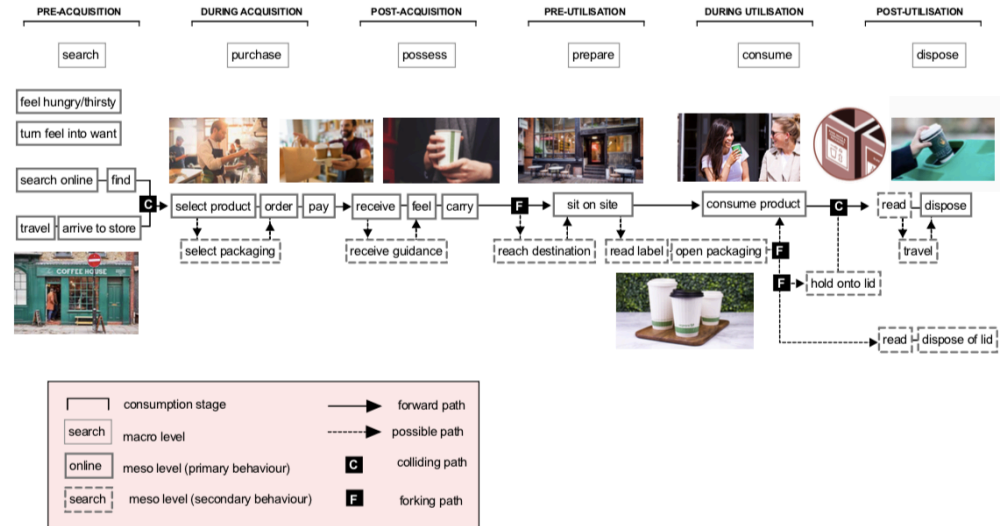 PRE-ACQUISITION
DURING ACQUISITION
POST-ACQUISITION
PRE-UTILISATION
DURING UTILISATION
POST-UTILISATION
search
purchase
possess
prepare
consume
dispose
feel hungry/thirsty
turn feel into want
search online
find
travel
arrive to store
C
select product
order
pay
select packaging
receive
feel
carry
receive guidance
F
sit on site
reach destination
read label
open packaging
consume product
F
F
C
hold onto lid
read
dispose
travel
read
dispose of lid
COFFEE HOUSE
consumption stage
search
macro level
online
meso level (primary behaviour)
search
meso level (secondary behaviour)
forward path
possible path
C
colliding path
F
forking path